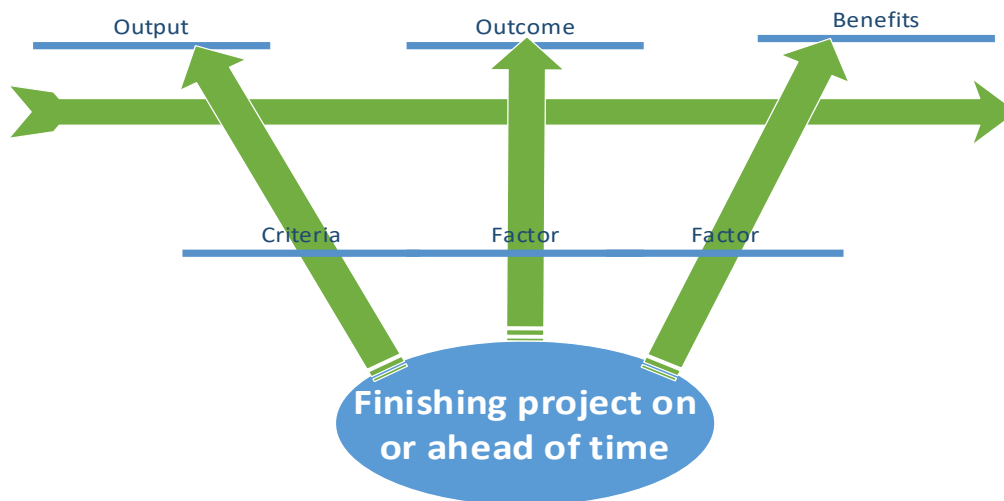 Output
Outcome
Benefits
Criteria
Factor
Factor
Finishing project on
or ahead of time